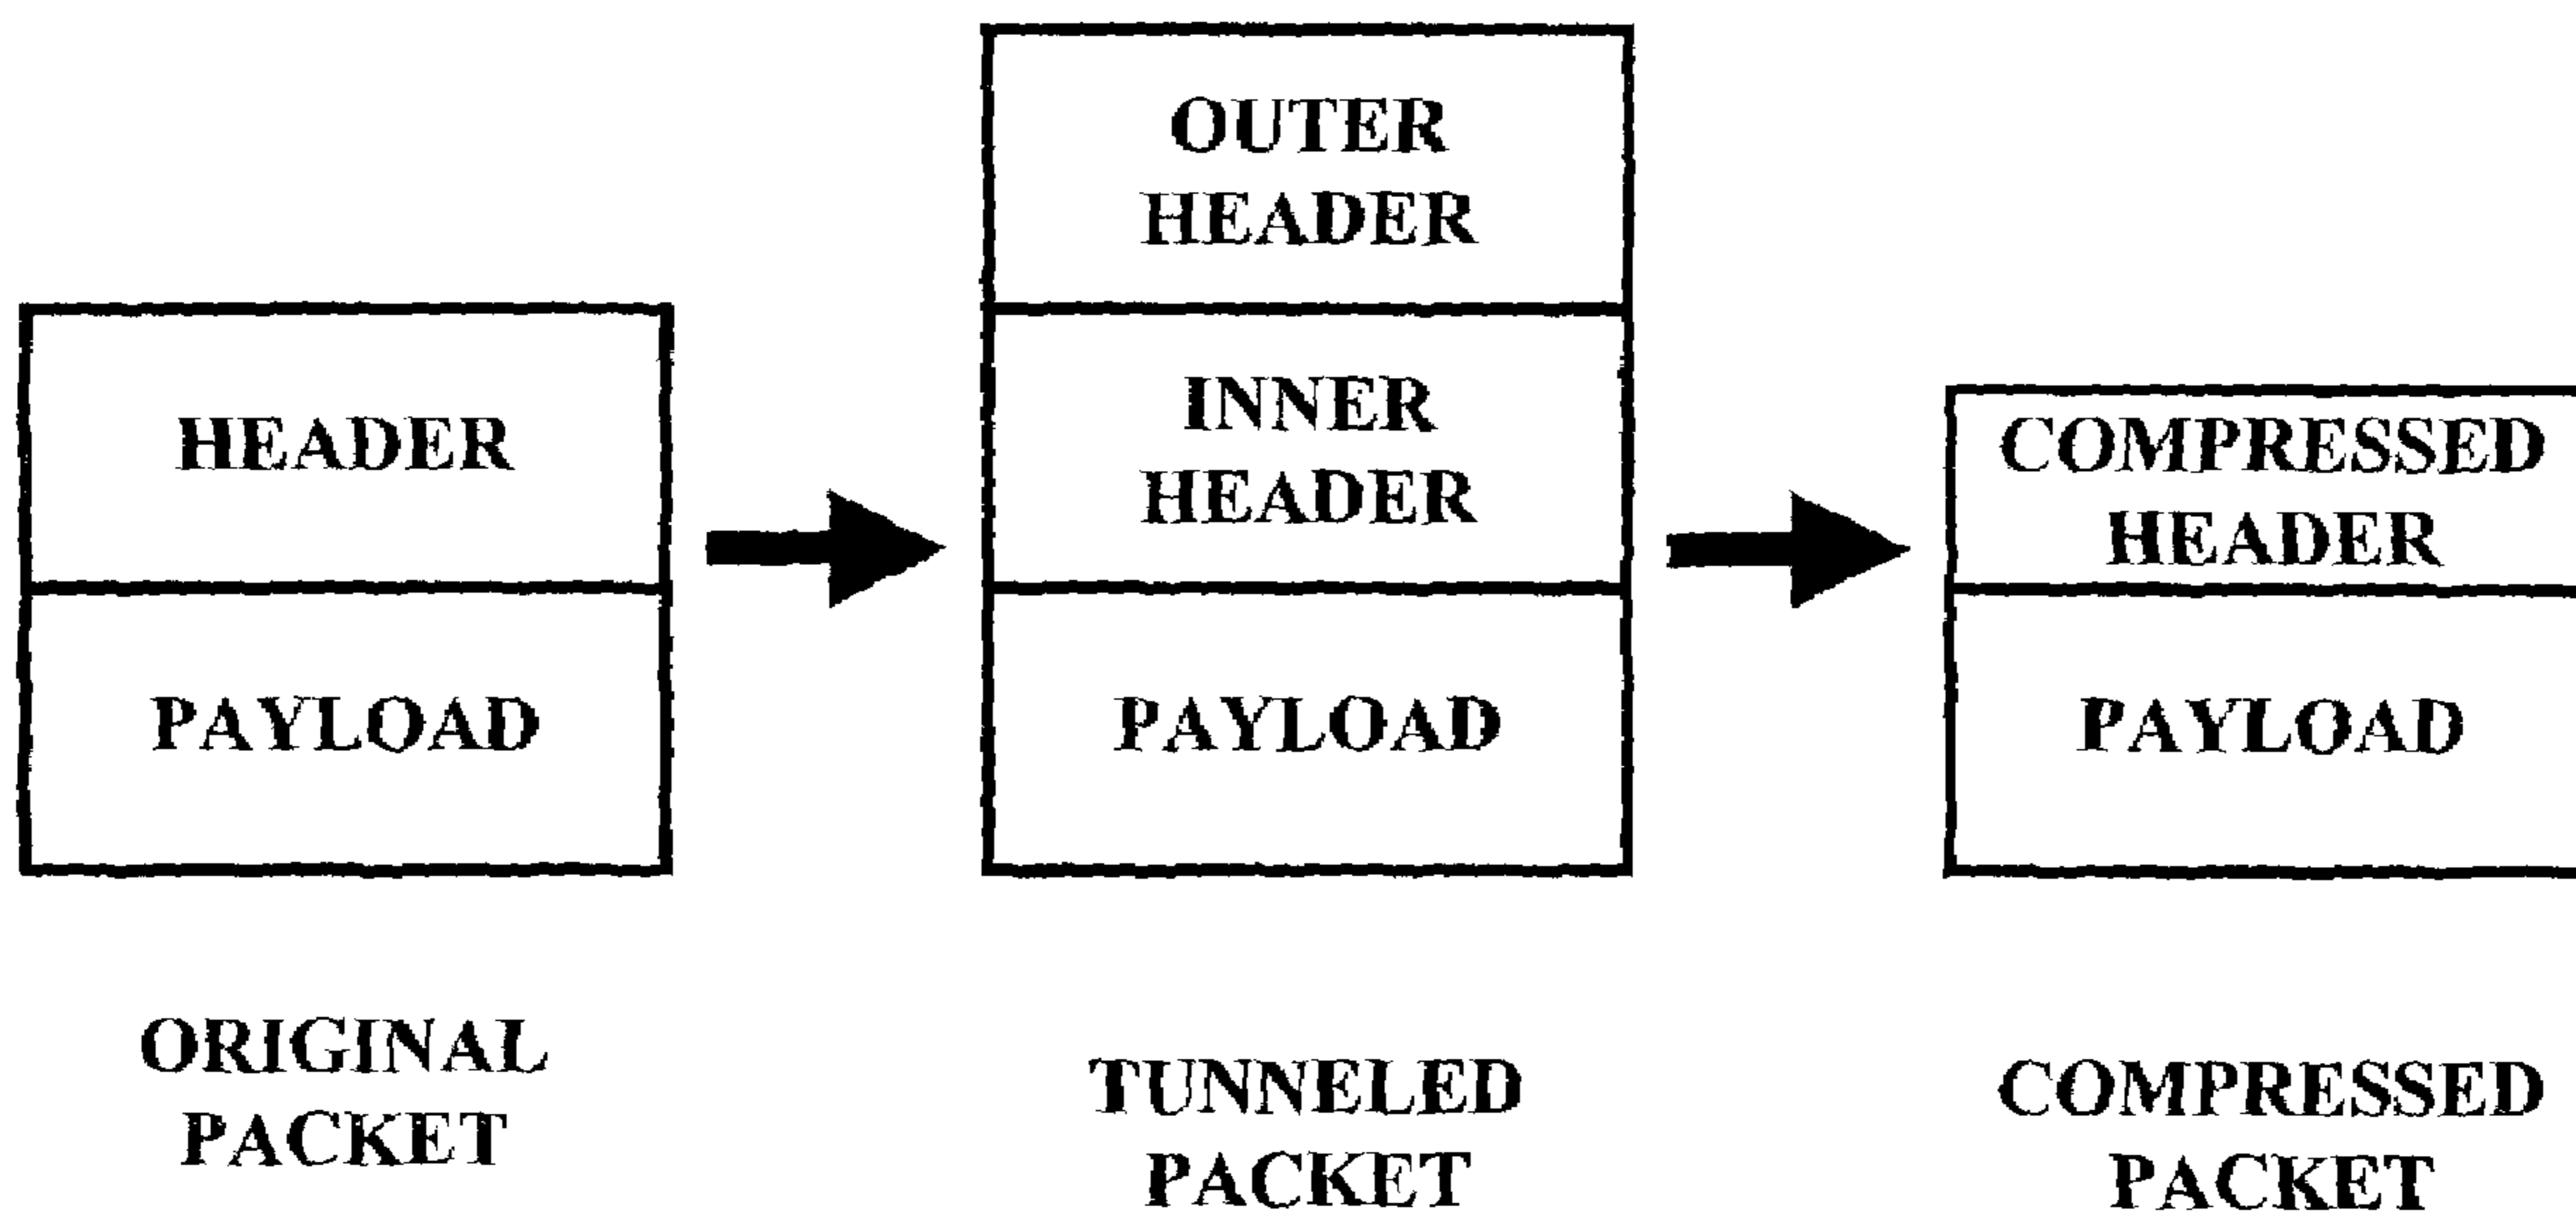 HEADER
PAYLOAD
ORIGINAL
PACKET
OUTER
HEADER
INNER
HEADER
PAYLOAD
TUNNELED
PACKET
COMPRESSED
HEADER
PAYLOAD
COMPRESSED
PACKET